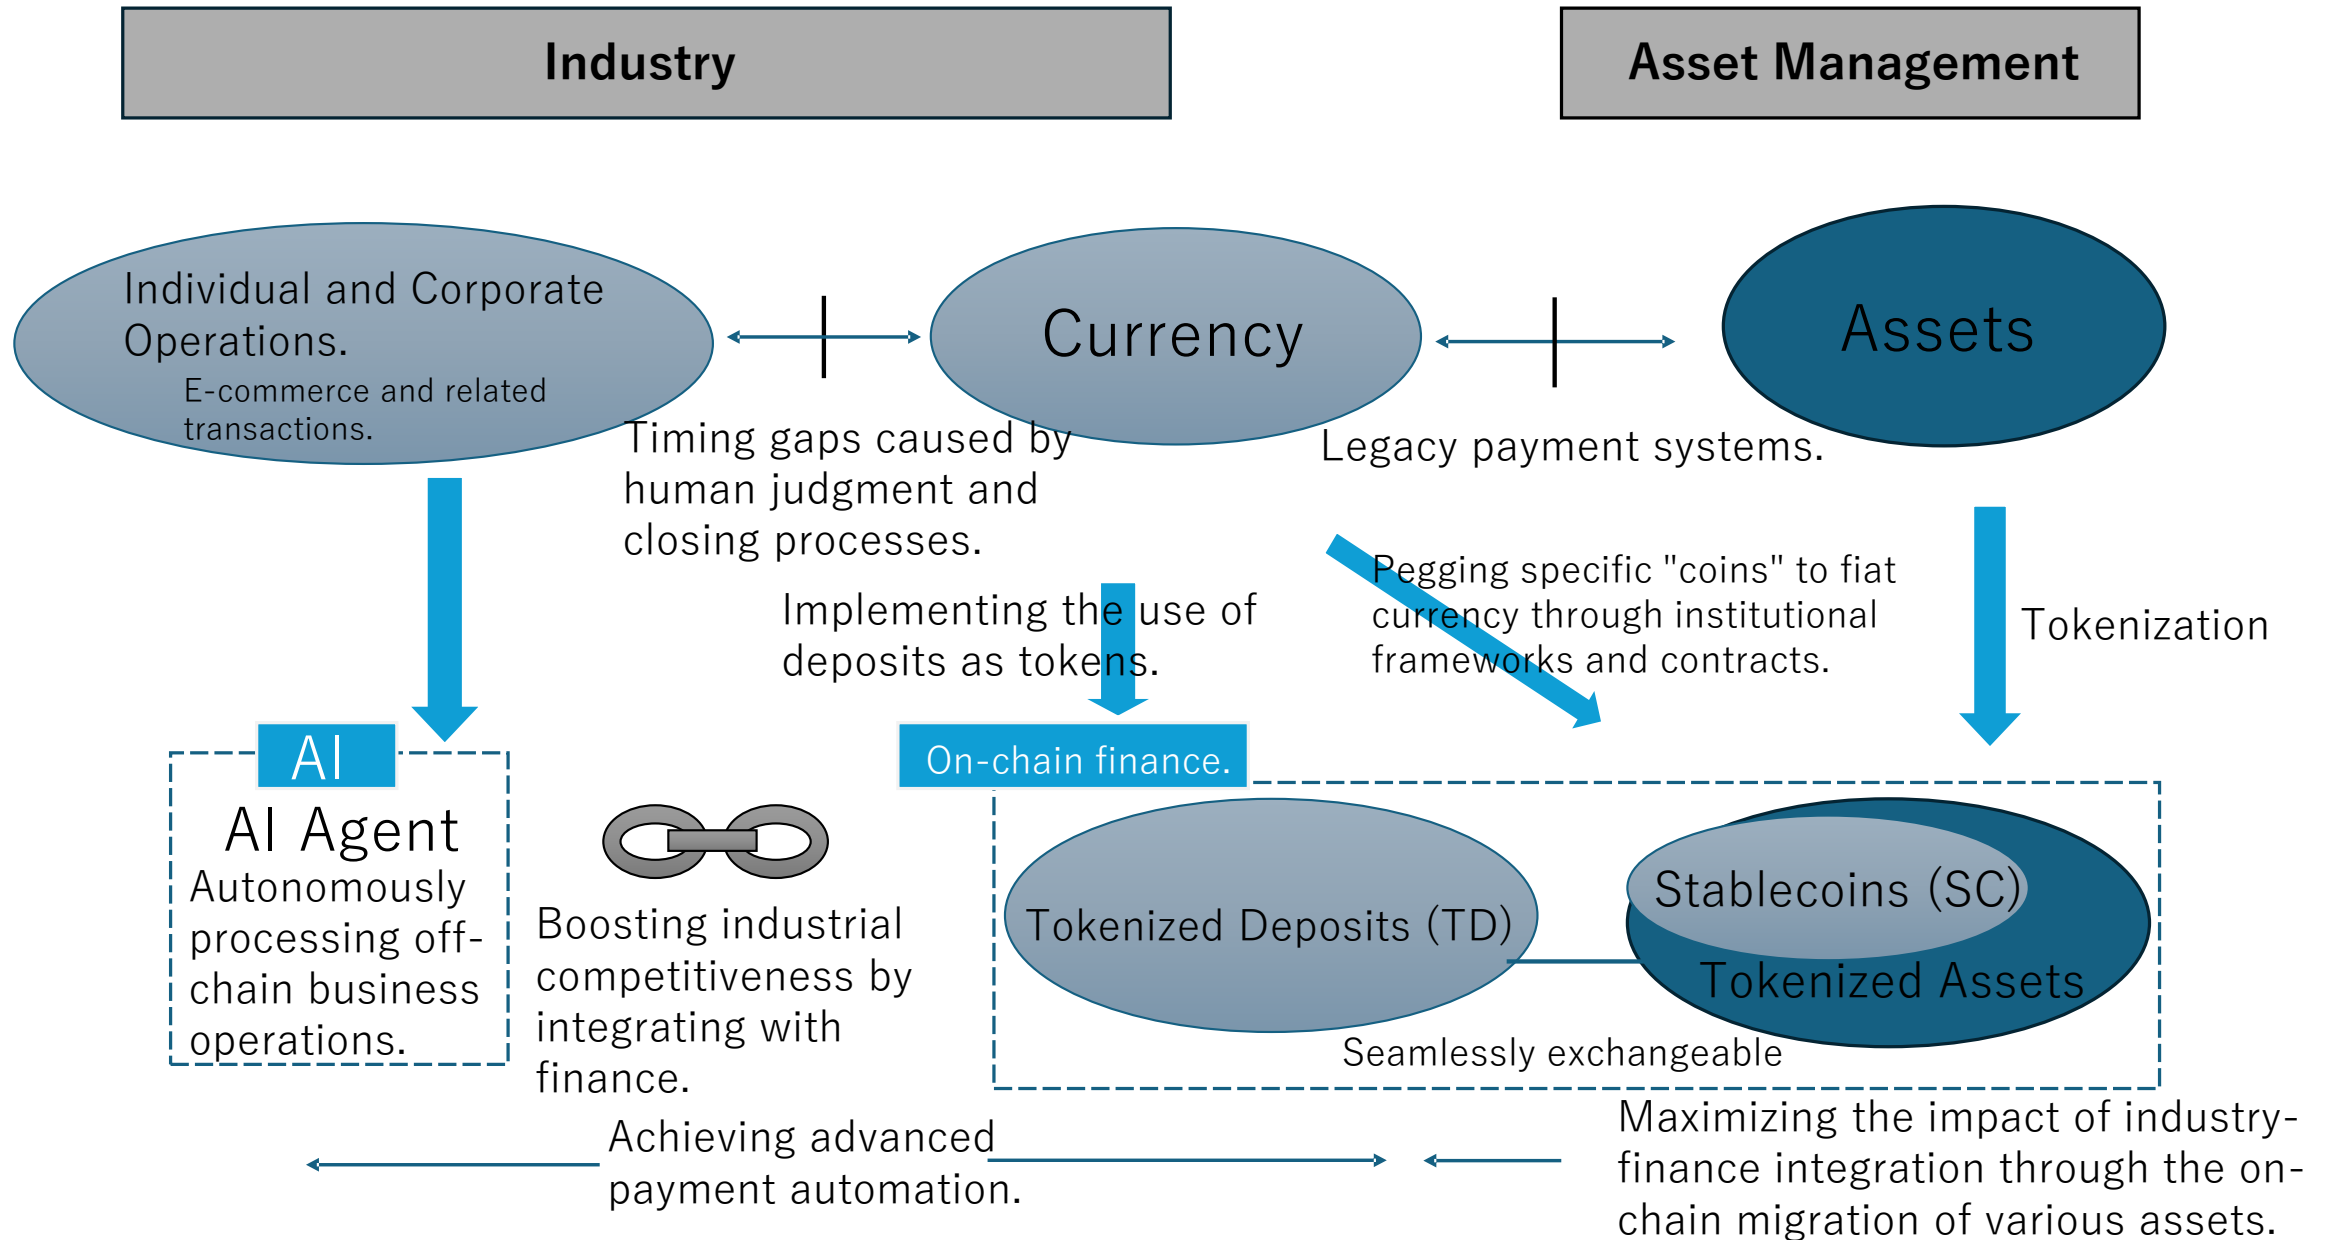 Industry
Asset Management
Individual and Corporate
Operations.
E-commerce and related
transactions.
Currency
Assets
Timing gaps caused by
human judgment and
closing processes.
Legacy payment systems.
Implementing the use of
deposits as tokens.
Pegging specific "coins" to fiat
currency through institutional
frameworks and contracts.
Tokenization
AI
AI Agent
Autonomously
processing off-
chain business
operations.
Boosting industrial
competitiveness by
integrating with
finance.
On-chain finance.
Tokenized Deposits (TD)
Stablecoins (SC)
Tokenized Assets
Seamlessly exchangeable
Achieving advanced
payment automation.
Maximizing the impact of industry-
finance integration through the on-
chain migration of various assets.